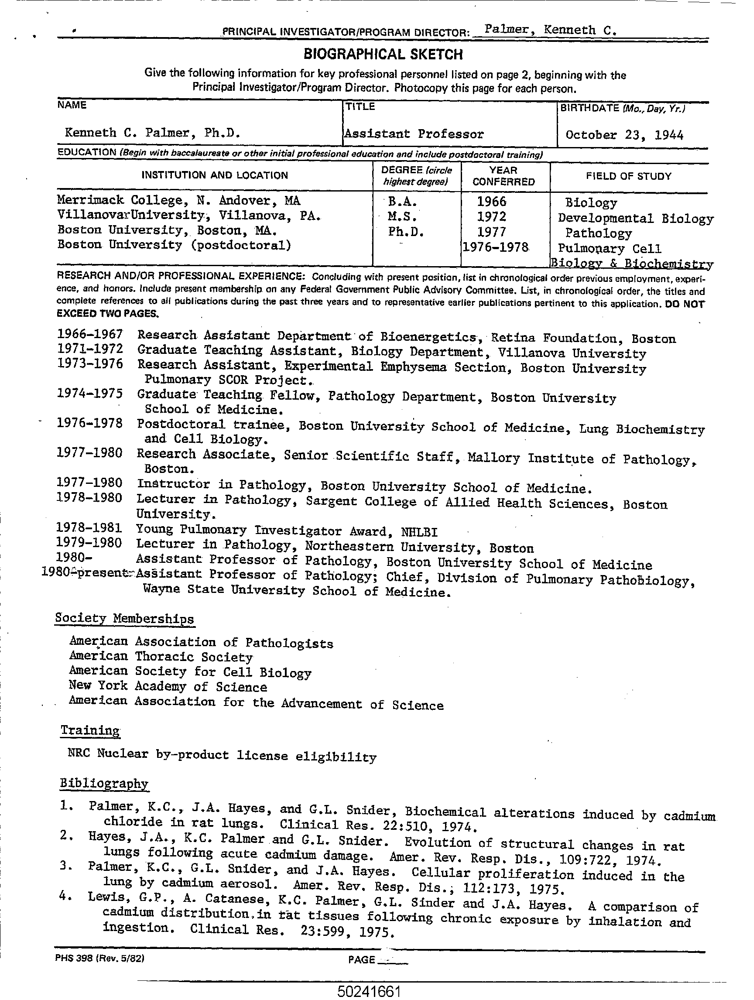 PRINCIPAL INVESTIGATOR/PROGRAM DIRECTOR: Palmer, Kenneth C.
BIOGRAPHICAL SKETCH
Give the following information for key professional personnel listed on page 2, beginning with the
Principal Investigator/Program Director. Photocopy this page for each person.
NAME TITLE BIRTHDATE (Mo., Day, Yr.)
Kenneth C. Palmer, Ph.D. Assistant Professor October 23, 1944
EDUCATION (Begin with baccalaureate or other initial professional education and include postdoctoral training)
INSTITUTION AND LOCATION DEGREE (circle highest degree) YEAR CONFERRED FIELD OF STUDY
Merrimack College, N. Andover, MA B.A. 1966 Biology
Villanova University, Villanova, PA. M.S. 1972 Developmental Biology
Boston University, Boston, MA. Ph.D. 1977 Pathology
Boston University (postdoctoral) - 1976-1978 Pulmonary Cell
Biology & Biochemistry
RESEARCH AND/OR PROFESSIONAL EXPERIENCE: Concluding with present position, list in chronological order previous employment, experi-
ence, and honors. Include present membership on any Federal Government Public Advisory Committee. List, in chronological order, the titles and
complete references to all publications during the past three years and to representative earlier publications pertinent to this application. DO NOT
EXCEED TWO PAGES.
1966-1967 Research Assistant Department of Bioenergetics, Retina Foundation, Boston
1971-1972 Graduate Teaching Assistant, Biology Department, Villanova University
1973-1976 Research Assistant, Experimental Emphysema Section, Boston University
Pulmonary SCOR Project.
1974-1975 Graduate Teaching Fellow, Pathology Department, Boston University
School of Medicine.
1976-1978 Postdoctoral trainee, Boston University School of Medicine, Lung Biochemistry
and Cell Biology.
1977-1980 Research Associate, Senior Scientific Staff, Mallory Institute of Pathology,
Boston.
1977-1980 Instructor in Pathology, Boston University School of Medicine.
1978-1980 Lecturer in Pathology, Sargent College of Allied Health Sciences, Boston
University.
1978-1981 Young Pulmonary Investigator Award, NHLBI
1979-1980 Lecturer in Pathology, Northeastern University, Boston
1980- Assistant Professor of Pathology, Boston University School of Medicine
1980-present-Assistant Professor of Pathology; Chief, Division of Pulmonary Pathobiology,
Wayne State University School of Medicine.
Society Memberships
American Association of Pathologists
American Thoracic Society
American Society for Cell Biology
New York Academy of Science
American Association for the Advancement of Science
Training
NRC Nuclear by-product license eligibility
Bibliography
1. Palmer, K.C., J.A. Hayes, and G.L. Snider, Biochemical alterations induced by cadmium
chloride in rat lungs. Clinical Res. 22:510, 1974.
2. Hayes, J.A., K.C. Palmer and G.L. Snider. Evolution of structural changes in rat
lungs following acute cadmium damage. Amer. Rev. Resp. Dis., 109:722, 1974.
3. Palmer, K.C., G.L. Snider, and J.A. Hayes. Cellular proliferation induced in the
lung by cadmium aerosol. Amer. Rev. Resp. Dis., 112:173, 1975.
4. Lewis, G.P., A. Catanese, K.C. Palmer, G.L. Sinder and J.A. Hayes. A comparison of
cadmium distribution in rat tissues following chronic exposure by inhalation and
ingestion. Clinical Res. 23:599, 1975.
PHS 398 (Rev. 5/82) PAGE
50241661